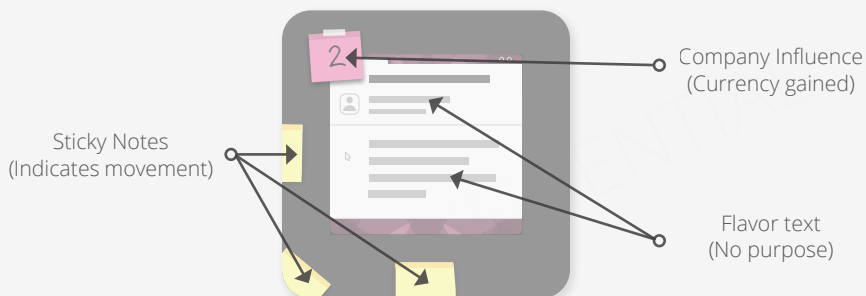 2
Company Influence
(Currency gained)
Sticky Notes
(Indicates movement)
Flavor text
(No purpose)